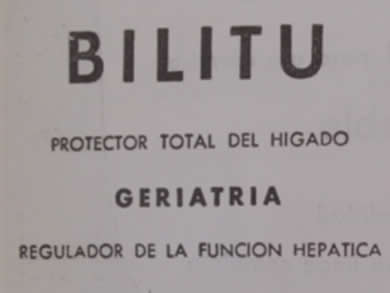 BILITU
PROTECTOR TOTAL DEL HIGADO
GERIATRIA
REGULADOR DE LA FUNCION HEPATICA